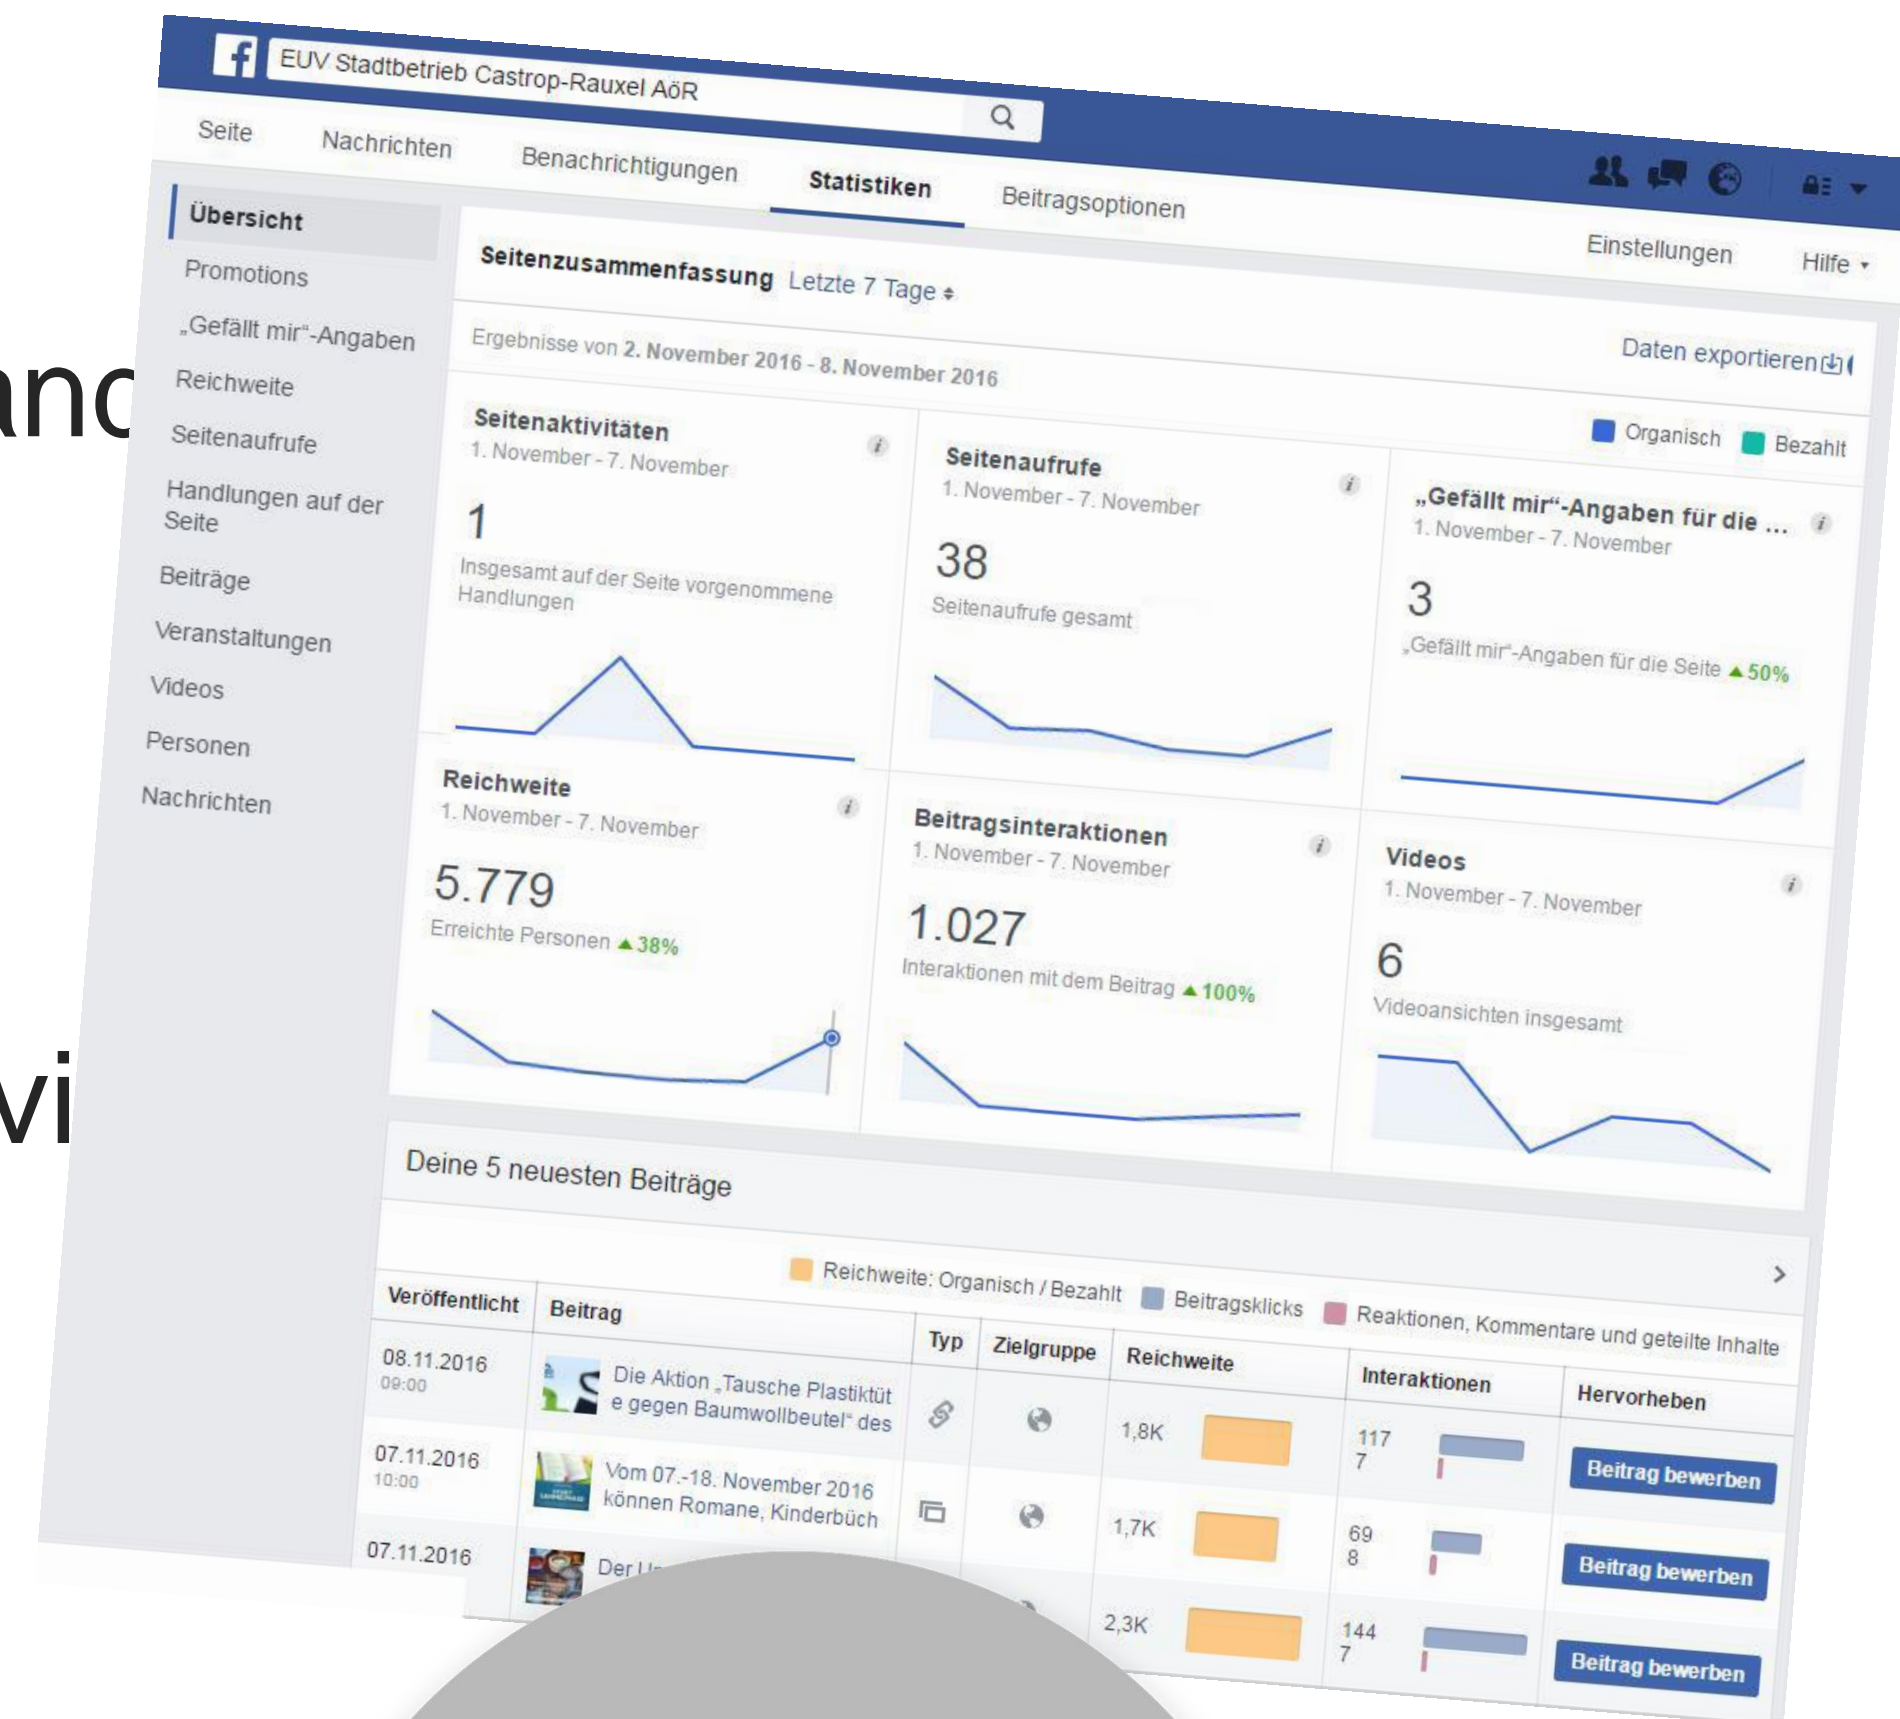 EUV Stadtbetrieb Castrop-Rauxel AöR
Seite Nachrichten Benachrichtigungen Statistiken Beitragsoptionen Einstellungen Hilfe
Übersicht
Promotions
„Gefällt mir“-Angaben
Reichweite
Seitenaufrufe
Handlungen auf der
Seite
Beiträge
Veranstaltungen
Videos
Personen
Nachrichten
Seitenzusammenfassung Letzte 7 Tage
Daten exportieren
Ergebnisse von 2. November 2016 - 8. November 2016
Organisch Bezahlt
Seitenaktivitäten
1. November - 7. November
1
Insgesamt auf der Seite vorgenommene
Handlungen
Seitenaufrufe
1. November - 7. November
38
Seitenaufrufe gesamt
„Gefällt mir“-Angaben für die ...
1. November - 7. November
3
„Gefällt mir“-Angaben für die Seite ▲50%
Reichweite
1. November - 7. November
5.779
Erreichte Personen ▲38%
Beitragsinteraktionen
1. November - 7. November
1.027
Interaktionen mit dem Beitrag ▲100%
Videos
1. November - 7. November
6
Videoansichten insgesamt
Deine 5 neuesten Beiträge
Reichweite: Organisch / Bezahlt Beitragsklicks Reaktionen, Kommentare und geteilte Inhalte
Veröffentlicht Beitrag Typ Zielgruppe Reichweite Interaktionen Hervorheben
08.11.2016
09:00
Die Aktion „Tausche Plastiktüt
e gegen Baumwollbeutel“ des
1,8K
117
7
Beitrag bewerben
07.11.2016
10:00
Vom 07.-18. November 2016
können Romane, Kinderbüch
1,7K
69
8
Beitrag bewerben
07.11.2016
Der
2,3K
144
7
Beitrag bewerben